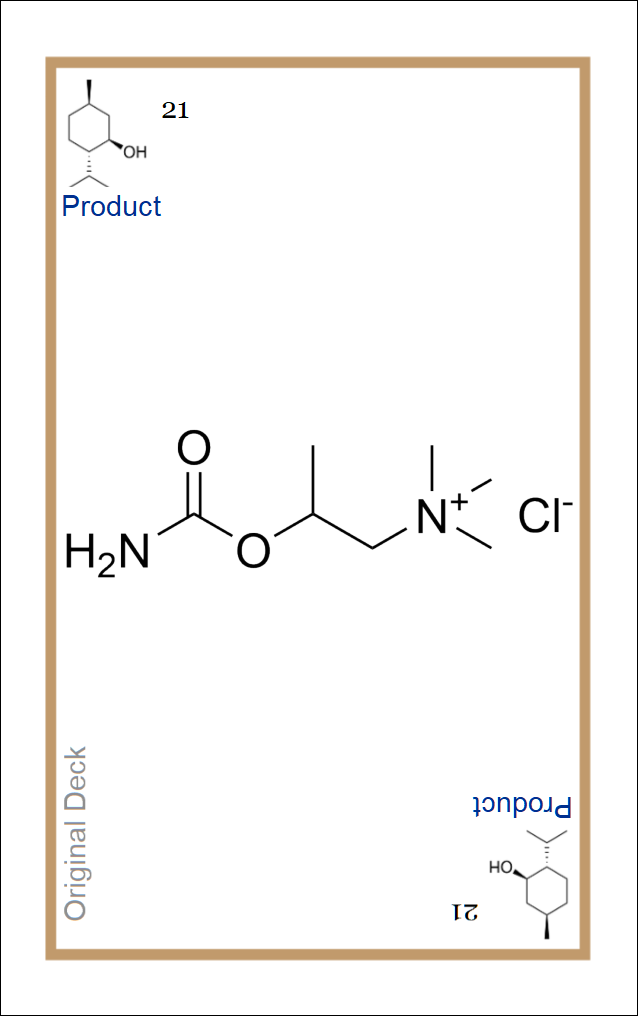 21
OH
Product
O
H₂N
O
N⁺
Cl⁻
Original Deck
Product
HO
21